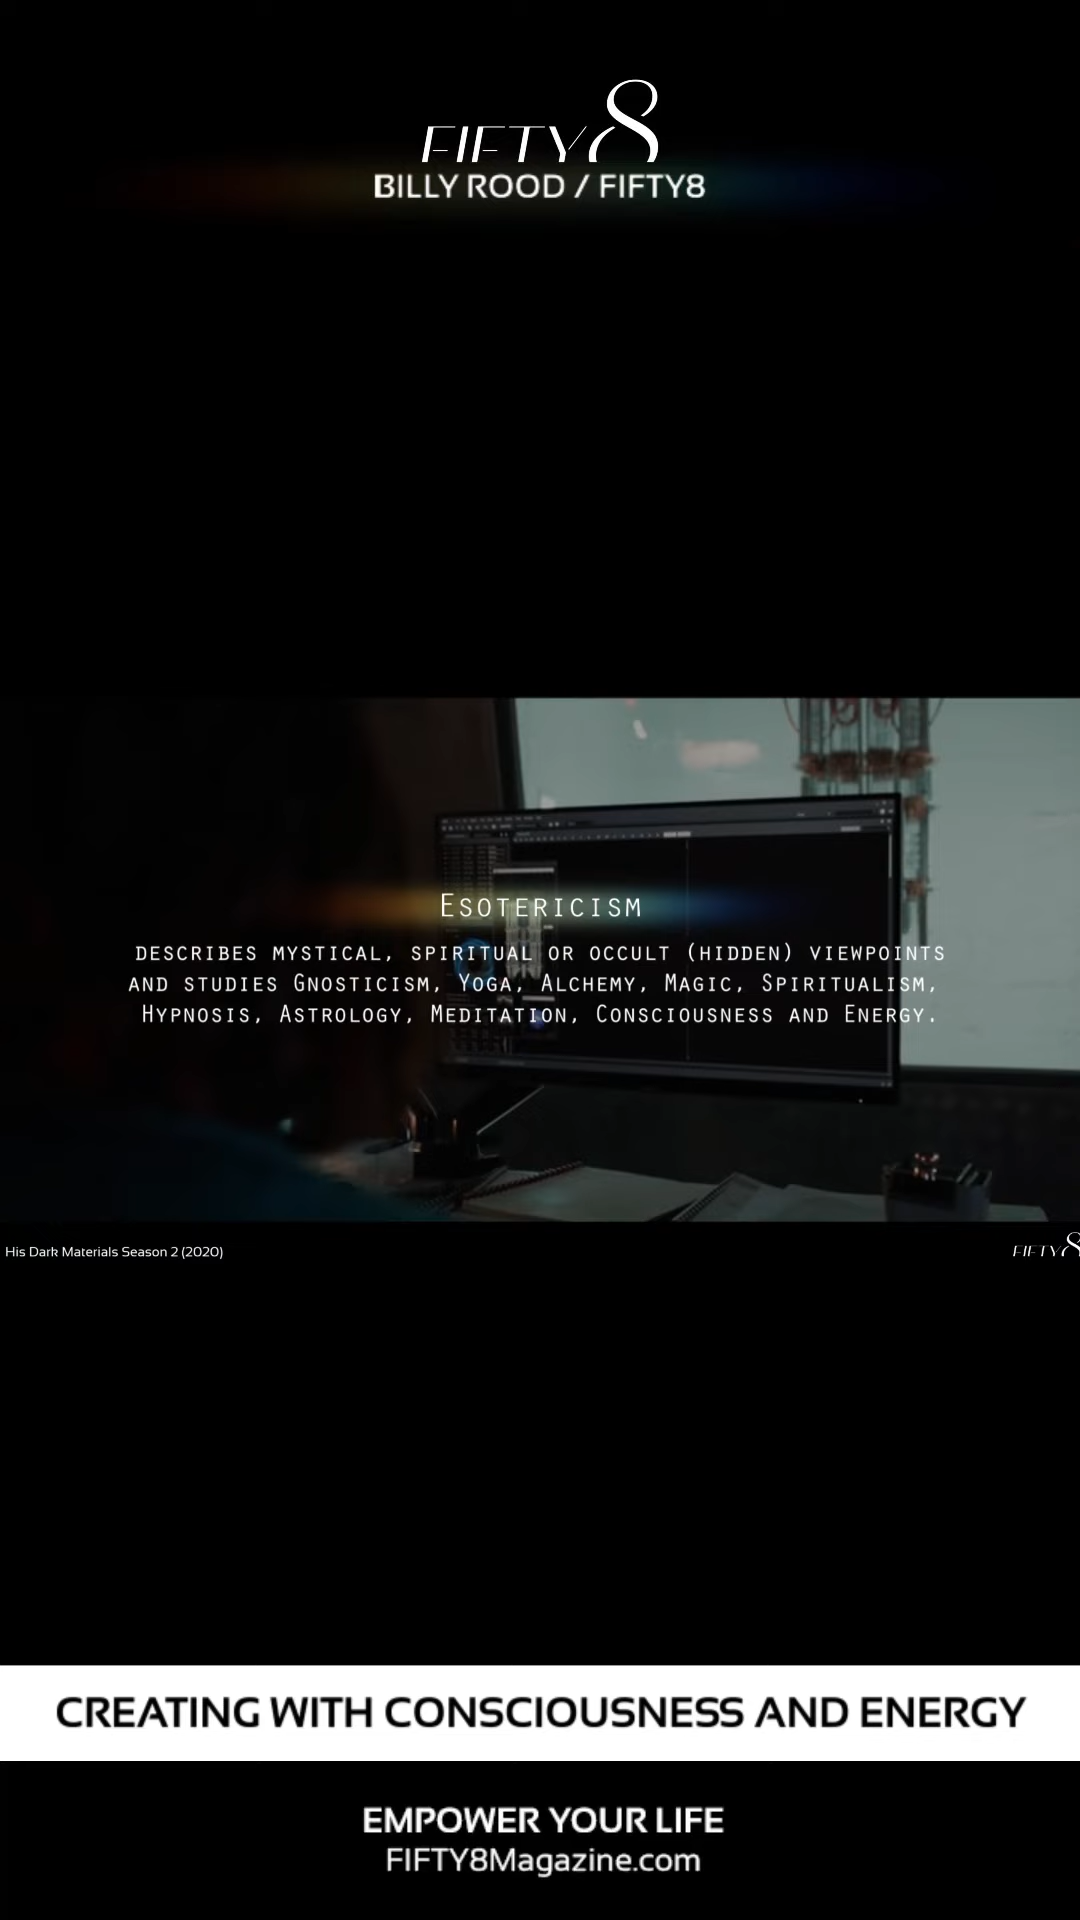 FIFTY8
BILLY ROOD / FIFTY8
Esotericism
describes mystical, spiritual or occult (hidden) viewpoints
and studies Gnosticism, Yoga, Alchemy, Magic, Spiritualism,
Hypnosis, Astrology, Meditation, Consciousness and Energy.
His Dark Materials Season 2 (2020)
FIFTY8
CREATING WITH CONSCIOUSNESS AND ENERGY
EMPOWER YOUR LIFE
FIFTY8Magazine.com